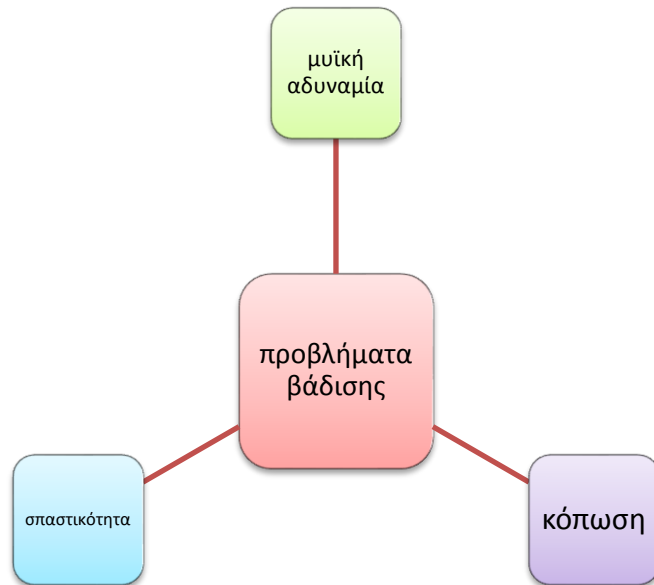 μυϊκή
αδυναμία
προβλήματα
βάδισης
σπαστικότητα
κόπωση